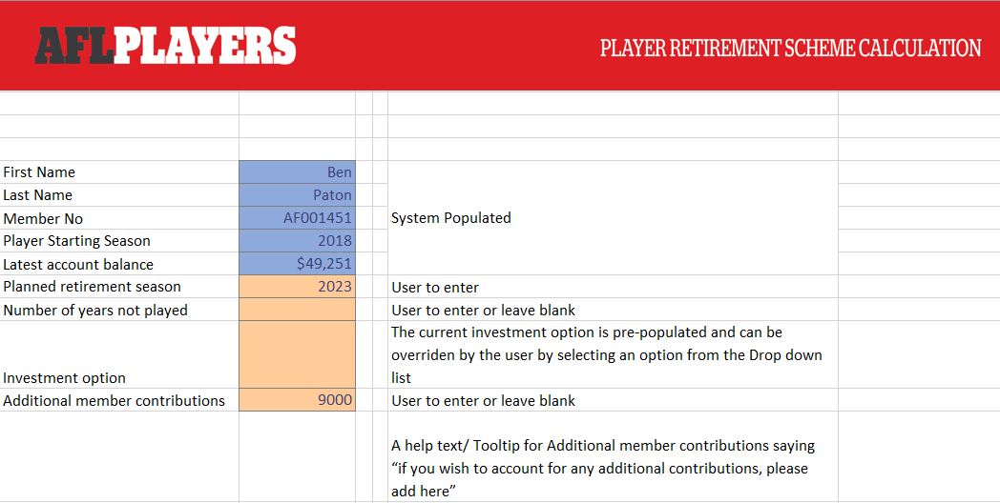 AFLPLAYERS
PLAYER RETIREMENT SCHEME CALCULATION
First Name Ben
Last Name Paton
Member No AF001451 System Populated
Player Starting Season 2018
Latest account balance $49,251
Planned retirement season 2023 User to enter
Number of years not played User to enter or leave blank
The current investment option is pre-populated and can be
overriden by the user by selecting an option from the Drop down
Investment option list
Additional member contributions 9000 User to enter or leave blank
A help text/ Tooltip for Additional member contributions saying
“if you wish to account for any additional contributions, please
add here”